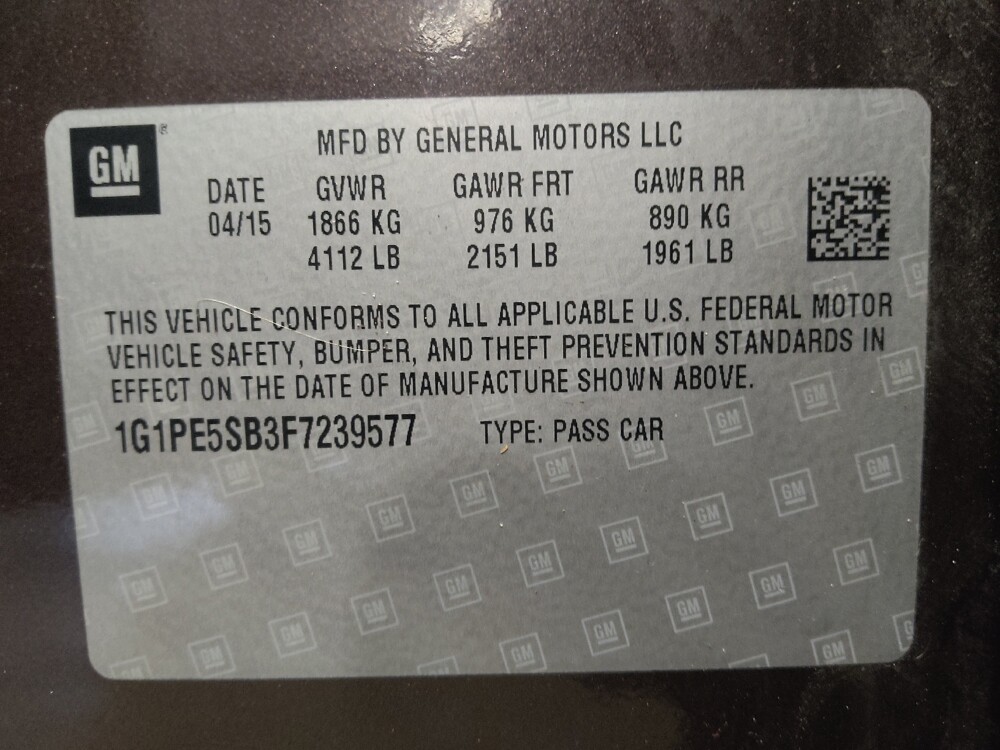 GM
MFD BY GENERAL MOTORS LLC
DATE GVWR GAWR FRT GAWR RR
04/15 1866 KG 976 KG 890 KG
4112 LB 2151 LB 1961 LB
THIS VEHICLE CONFORMS TO ALL APPLICABLE U.S. FEDERAL MOTOR
VEHICLE SAFETY, BUMPER, AND THEFT PREVENTION STANDARDS IN
EFFECT ON THE DATE OF MANUFACTURE SHOWN ABOVE.
1G1PE5SB3F7239577 TYPE: PASS CAR